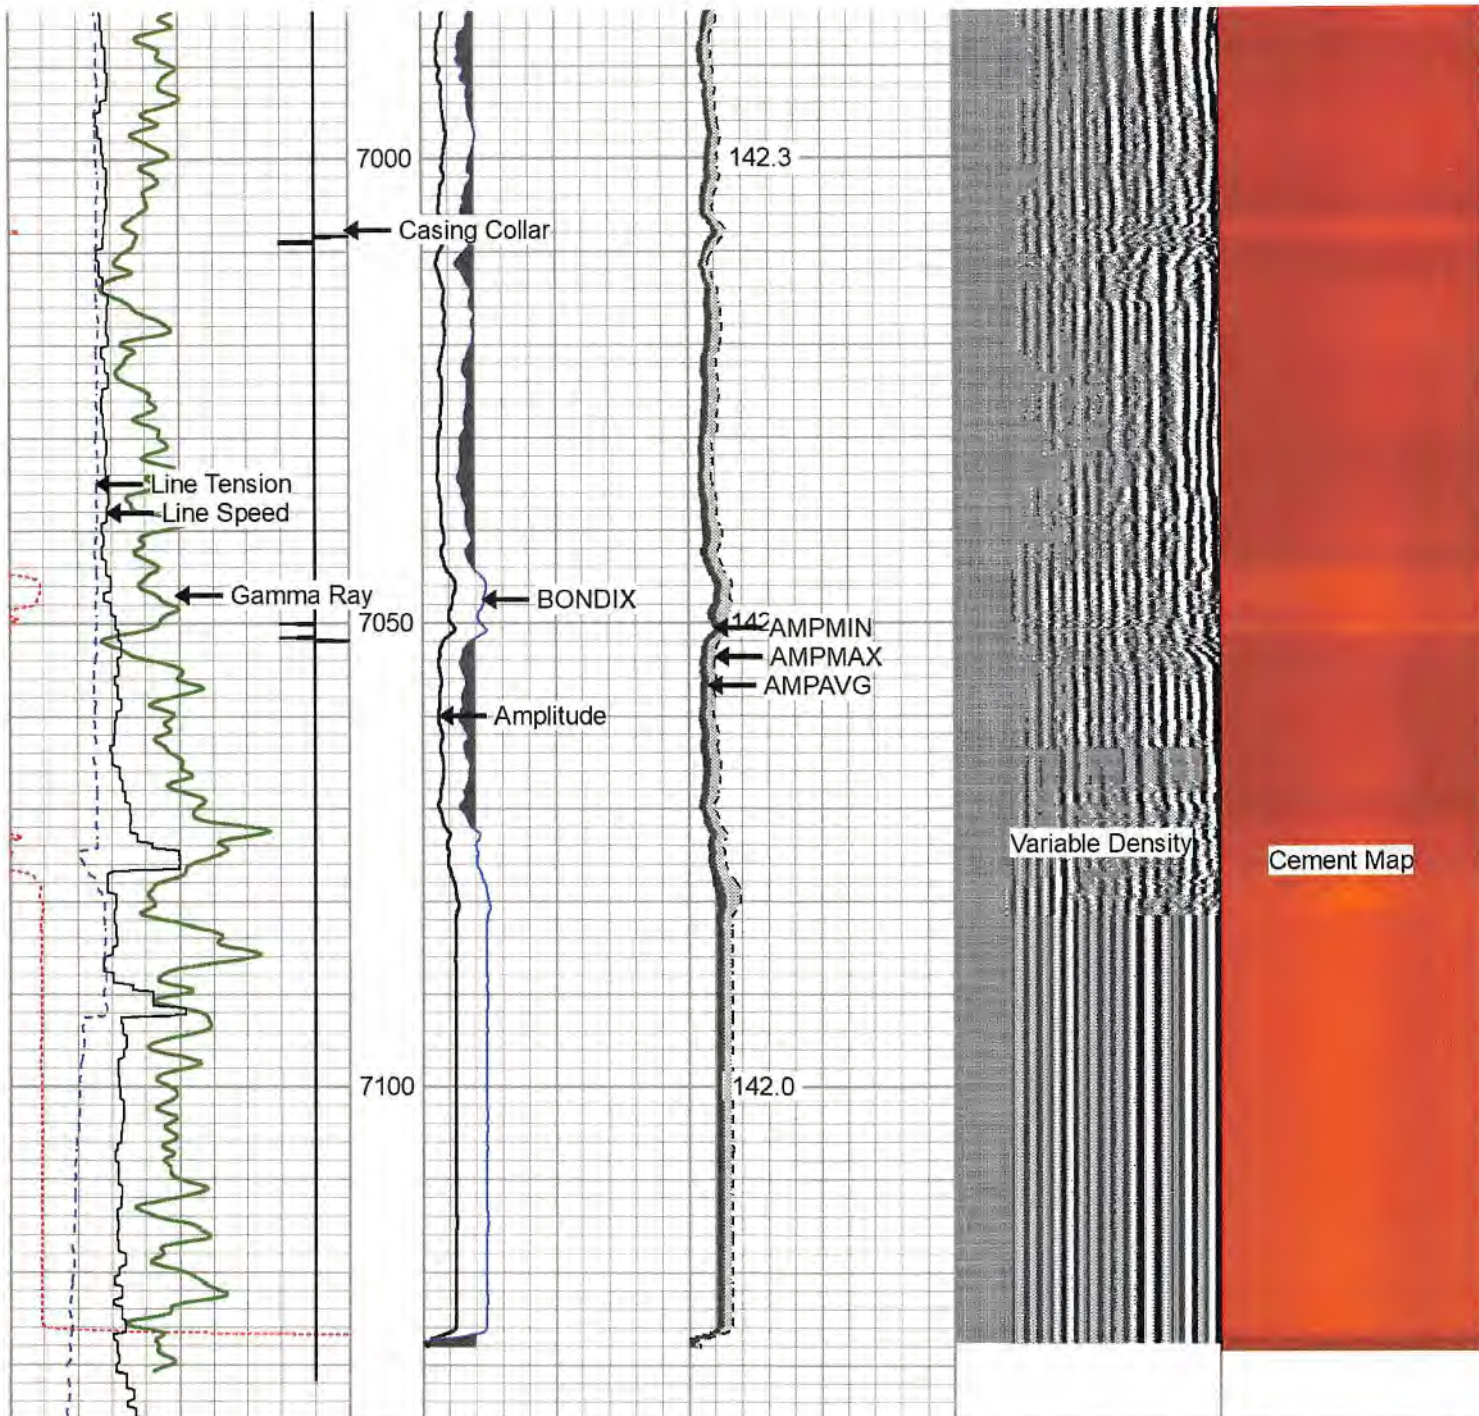 7000
142.3
Casing Collar
Line Tension
Line Speed
Gamma Ray
BONDIX
7050
142
AMPMIN
AMPMAX
AMPAVG
Amplitude
Variable Density
Cement Map
7100
142.0